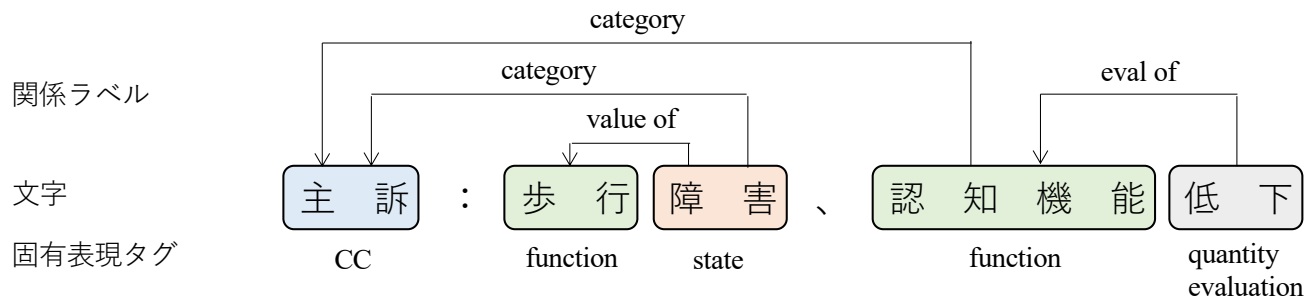 category
category
eval of
関係ラベル
value of
文字
主訴：歩行障害、認知機能低下
固有表現タグ
CC
function
state
function
quantity
evaluation